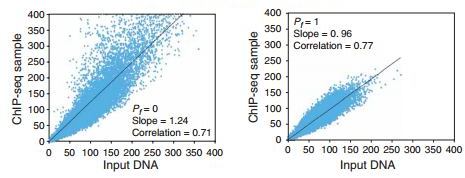 400
350
300
250
200
150
100
50
0
ChIP-seq sample
Pf = 0
Slope = 1.24
Correlation = 0.71
0 50 100 150 200 250 300 350 400
Input DNA
400
350
300
250
200
150
100
50
0
ChIP-seq sample
Pf = 1
Slope = 0. 96
Correlation = 0.77
0 50 100 150 200 250 300 350 400
Input DNA